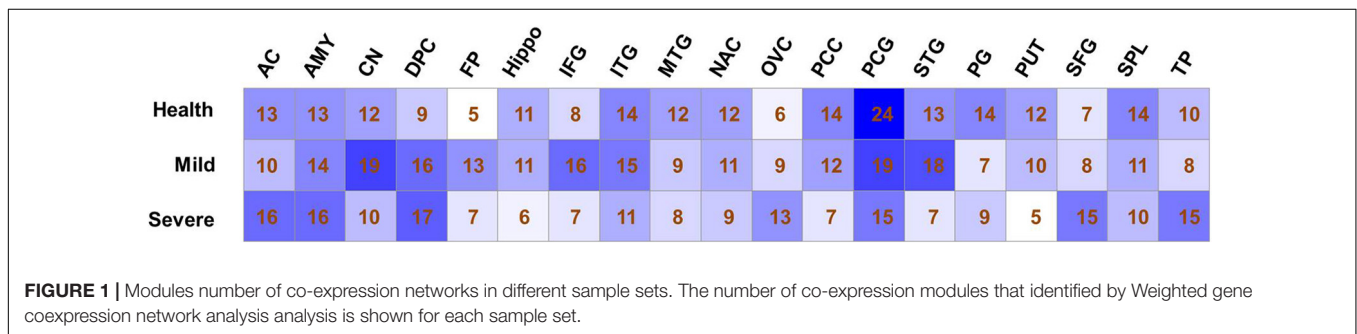 AC AMY CN DPC FP Hippo IFG ITG MTG NAC OVC PCC PCG STG PG PUT SFG SPL TP
Health 13 13 12 9 5 11 8 14 12 12 6 14 24 13 14 12 7 14 10
Mild 10 14 19 16 13 11 16 15 9 11 9 12 19 18 7 10 8 11 8
Severe 16 16 10 17 7 6 7 11 8 9 13 7 15 7 9 5 15 10 15
FIGURE 1 | Modules number of co-expression networks in different sample sets. The number of co-expression modules that identified by Weighted gene
coexpression network analysis analysis is shown for each sample set.